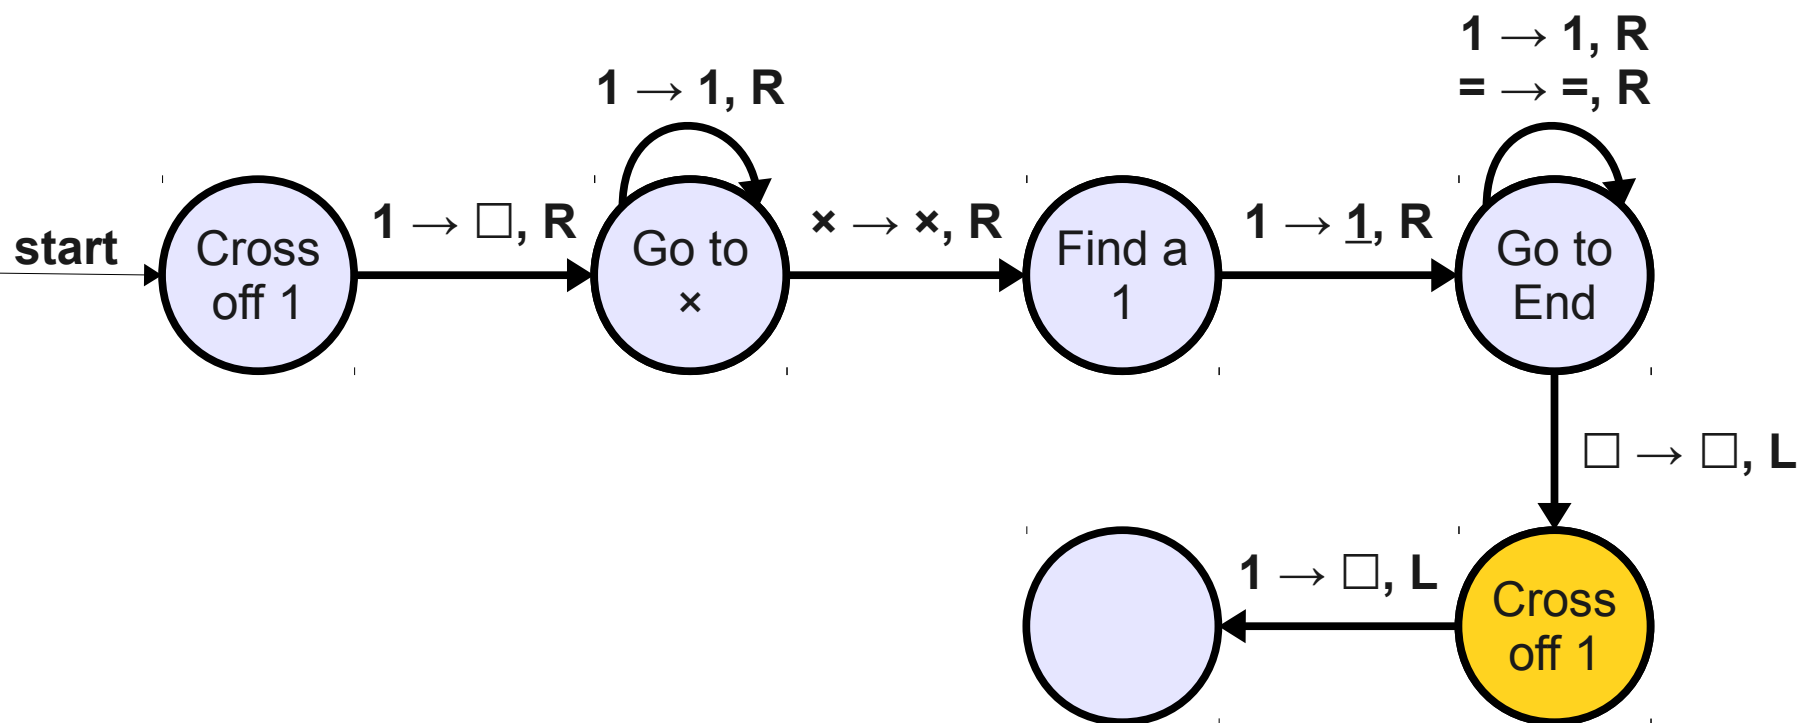 1 → 1, R
= → =, R
1 → 1, R
start
Cross
off 1
1 → □, R
Go to
×
× → ×, R
Find a
1
1 → 1, R
Go to
End
□ → □, L
1 → □, L
Cross
off 1